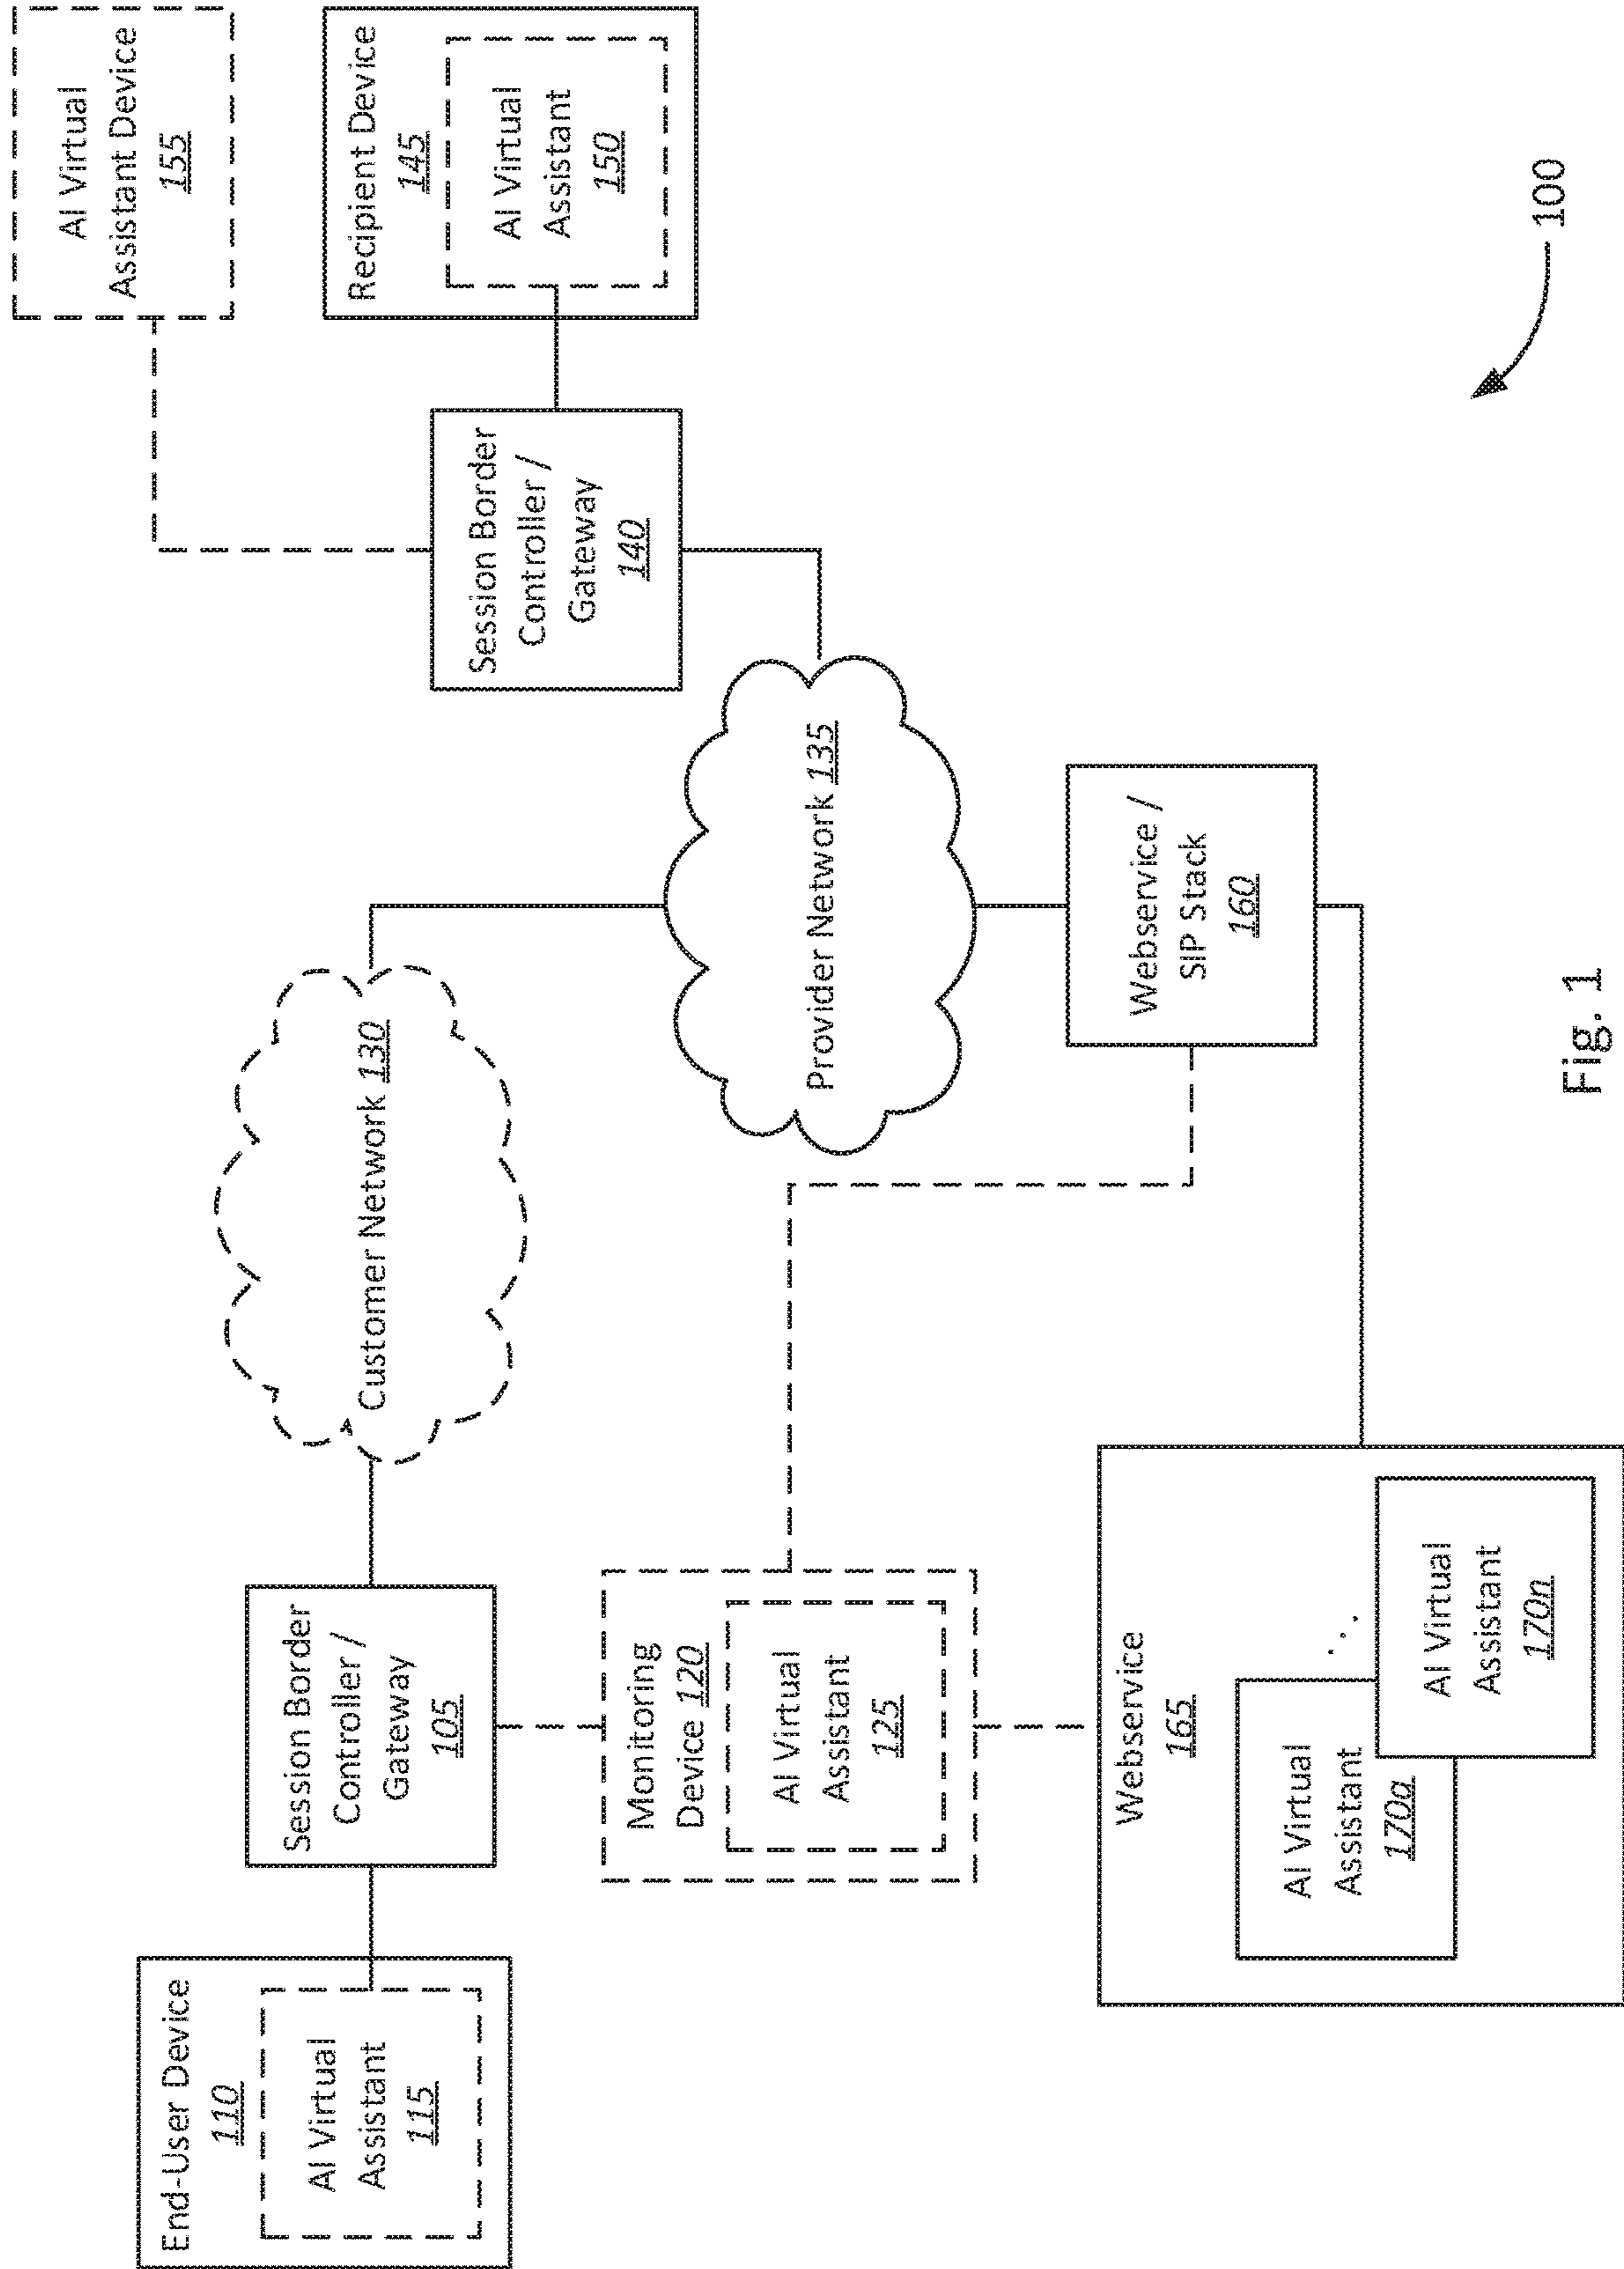 End-User Device
110
AI Virtual
Assistant
115
Session Border
Controller /
Gateway
105
Monitoring
Device 120
AI Virtual
Assistant
125
Customer Network 130
Webservice
165
AI Virtual
Assistant
170a
. . .
AI Virtual
Assistant
170n
Provider Network 135
Webservice /
SIP Stack
160
Session Border
Controller /
Gateway
140
AI Virtual
Assistant Device
155
Recipient Device
145
AI Virtual
Assistant
150
100
Fig. 1